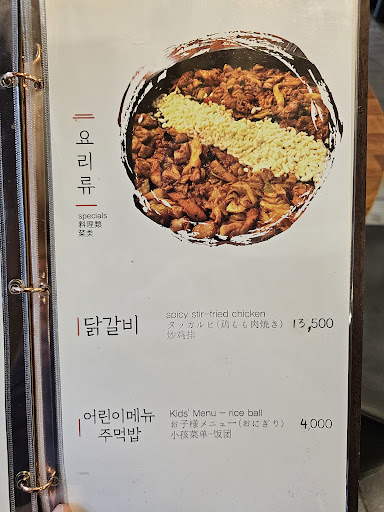 요리류
specials
料理類
菜类
닭갈비
spicy stir-fried chicken
タッカルビ(鶏もも肉焼き) 13,500
炒鸡排
어린이메뉴
주먹밥
Kids' Menu - rice ball
お子様メニュー(おにぎり) 4,000
小孩菜单-饭团